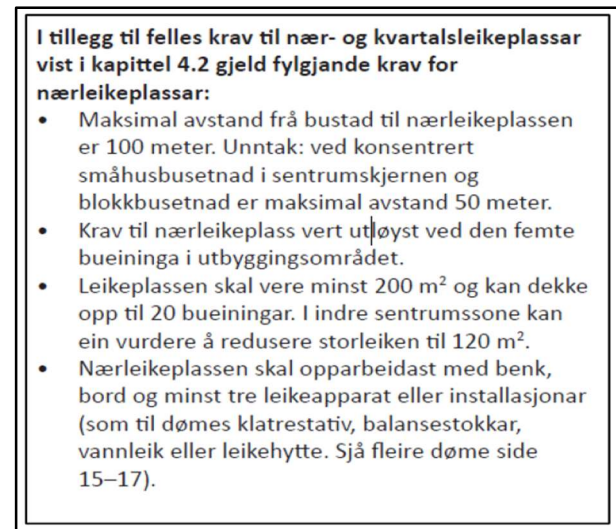 I tillegg til felles krav til nær- og kvartalsleikeplassar
vist i kapittel 4.2 gjeld fylgjande krav for
nærleikeplassar:
• Maksimal avstand frå bustad til nærleikeplassen
er 100 meter. Unntak: ved konsentrert
småhusbusetnad i sentrumskjernen og
blokkbusetnad er maksimal avstand 50 meter.
• Krav til nærleikeplass vert utløyst ved den femte
bueininga i utbyggingsområdet.
• Leikeplassen skal vere minst 200 m² og kan dekke
opp til 20 bueiningar. I indre sentrumssone kan
ein vurdere å redusere storleiken til 120 m².
• Nærleikeplassen skal opparbeidast med benk,
bord og minst tre leikeapparat eller installasjonar
(som til dømes klatrestativ, balansestokkar,
vannleik eller leikehytte. Sjå fleire døme side
15–17).